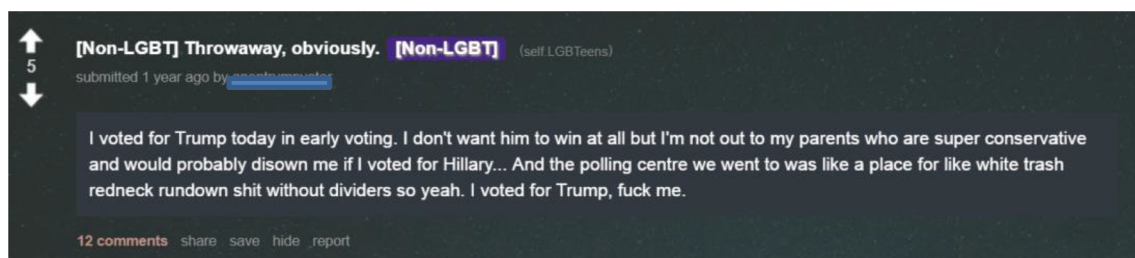 [Non-LGBT] Throwaway, obviously. [Non-LGBT] (self.LGBTeens)
5
submitted 1 year ago by
I voted for Trump today in early voting. I don't want him to win at all but I'm not out to my parents who are super conservative
and would probably disown me if I voted for Hillary... And the polling centre we went to was like a place for like white trash
redneck rundown shit without dividers so yeah. I voted for Trump, fuck me.
12 comments share save hide report